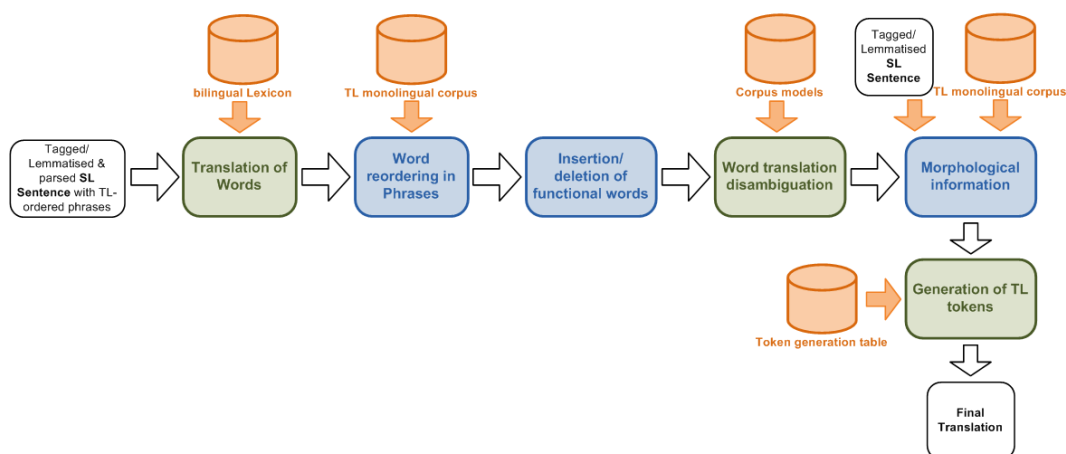 Tagged/
Lemmatised
SL
Sentence
bilingual Lexicon
TL monolingual corpus
Corpus models
TL monolingual corpus
Tagged/
Lemmatised &
parsed SL
Sentence with TL-
ordered phrases
Translation of
Words
Word
reordering in
Phrases
Insertion/
deletion of
functional words
Word translation
disambiguation
Morphological
information
Generation of TL
tokens
Token generation table
Final
Translation